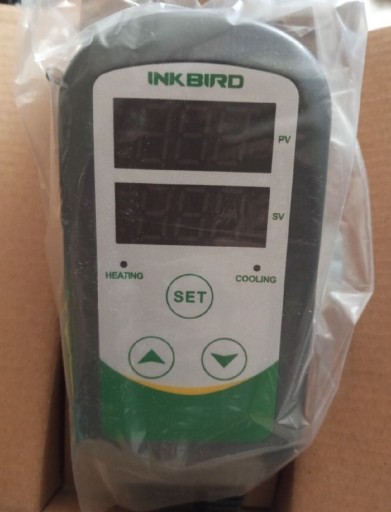 INKBIRD
PV
SV
HEATING
COOLING
SET